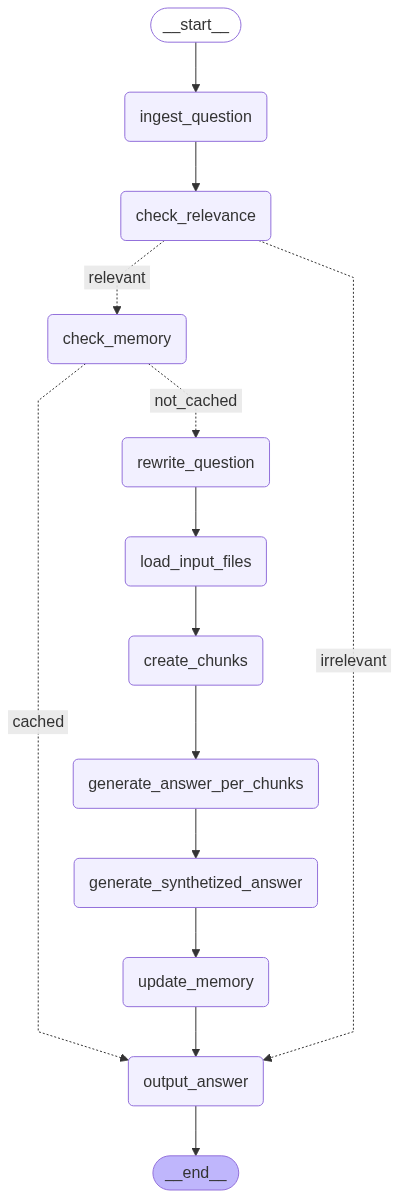 __start__
ingest_question
check_relevance
relevant
check_memory
not_cached
rewrite_question
load_input_files
create_chunks
irrelevant
cached
generate_answer_per_chunks
generate_synthetized_answer
update_memory
output_answer
__end__